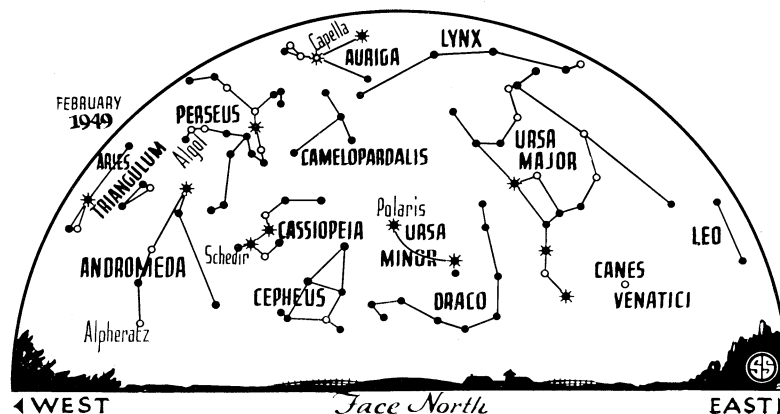 Capella
LYNX
AURIGA
FEBRUARY
1949
PERSEUS
Algol
ARIES
TRIANGULUM
CAMELOPARDALIS
URSA
MAJOR
Polaris
URSA
MINOR
CASSIOPEIA
Schedir
LEO
ANDROMEDA
CEPHEUS
DRACO
CANES
VENATICI
Alpheratz
SS
WEST
Face North
EAST